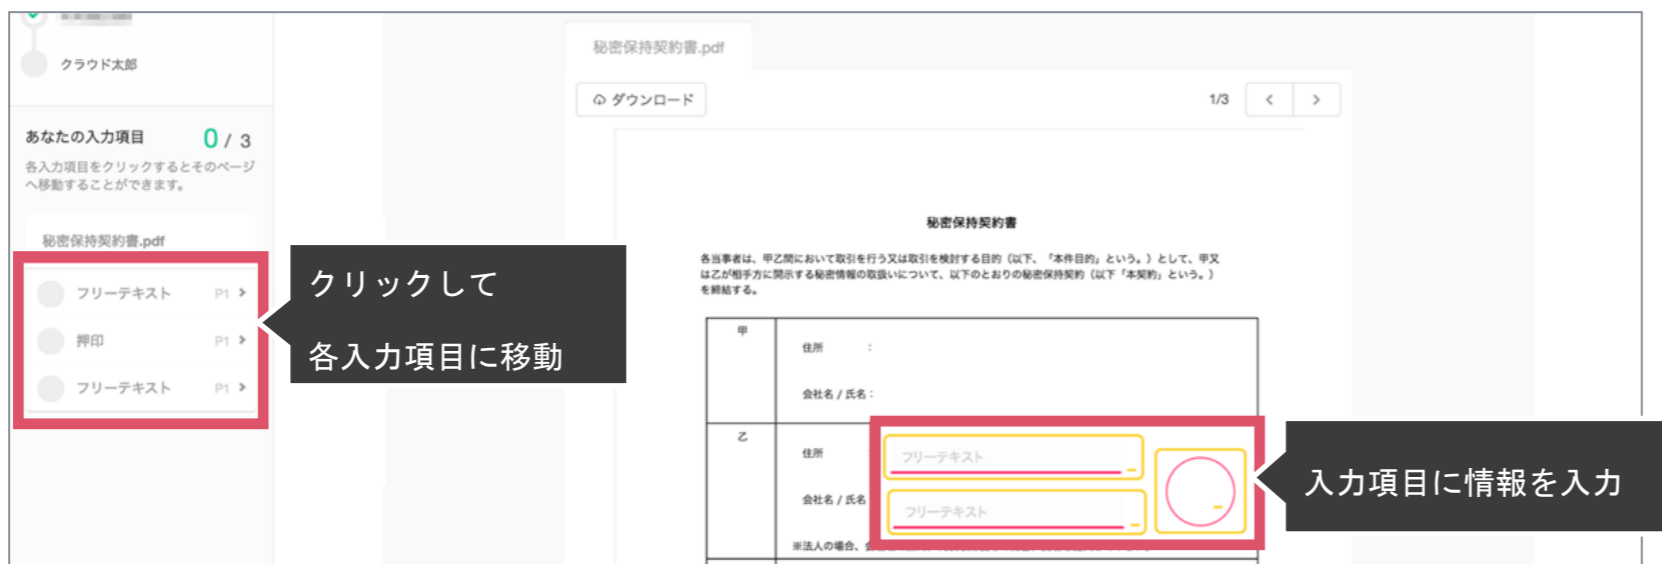 クラウド太郎
あなたの入力項目 0 / 3
各入力項目をクリックするとそのページ
へ移動することができます。
秘密保持契約書.pdf
フリーテキスト P1
押印 P1
フリーテキスト P1
クリックして
各入力項目に移動
秘密保持契約書.pdf
ダウンロード
1/3
秘密保持契約書
各当事者は、甲乙間において取引を行う又は取引を検討する目的（以下、「本件目的」という。）として、甲又
は乙が相手方に開示する秘密情報の取扱いについて、以下のとおりの秘密保持契約（以下「本契約」という。）
を締結する。
甲
住所 :
会社名 / 氏名 :
乙
住所
フリーテキスト
会社名 / 氏名
フリーテキスト
※法人の場合、
入力項目に情報を入力